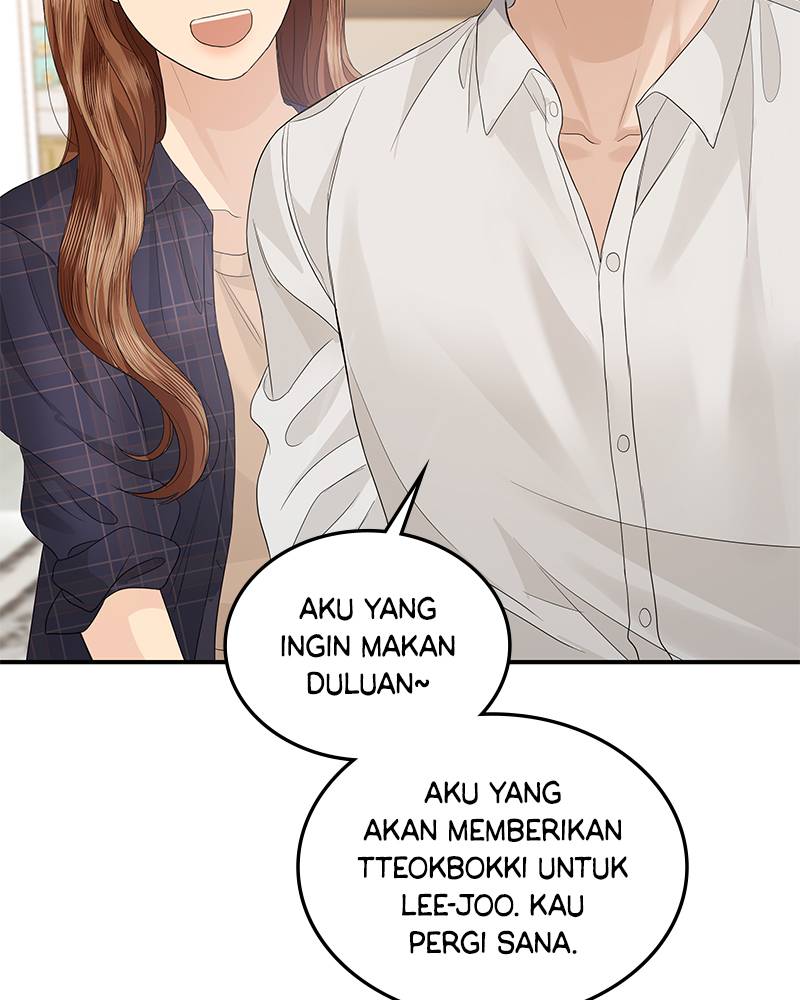 AKU YANG
INGIN MAKAN
DULUAN~
AKU YANG
AKAN MEMBERIKAN
TTEOKBOKKI UNTUK
LEE-JOO. KAU
PERGI SANA.